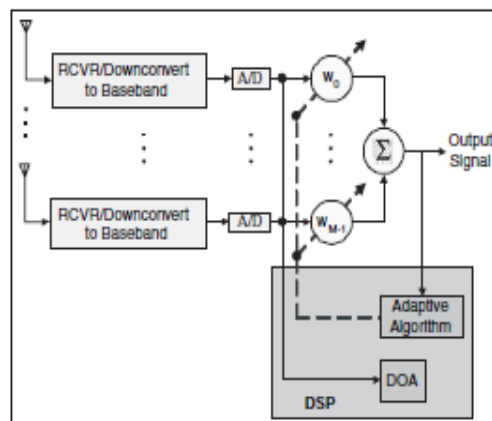 RCVR/Downconvert
to Baseband
A/D
W0
Σ
Output
Signal
RCVR/Downconvert
to Baseband
A/D
WM-1
Adaptive
Algorithm
DOA
DSP